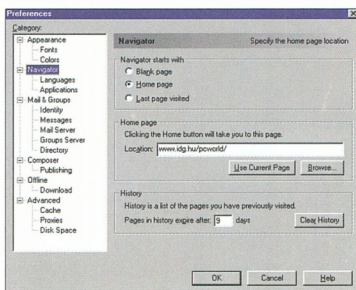 Preferences
Category:
Appearance
Fonts
Colors
Navigator
Languages
Applications
Mail & Groups
Identity
Messages
Mail Server
Groups Server
Directory
Composer
Publishing
Offline
Download
Advanced
Cache
Proxies
Disk Space
Navigator
Specify the home page location
Navigator starts with
Blank page
Home page
Last page visited
Home page
Clicking the Home button will take you to this page.
Location: www.idg.hu/pcworld/
Use Current Page
Browse...
History
History is a list of the pages you have previously visited.
Pages in history expire after: 9 days
Clear History
OK
Cancel
Help